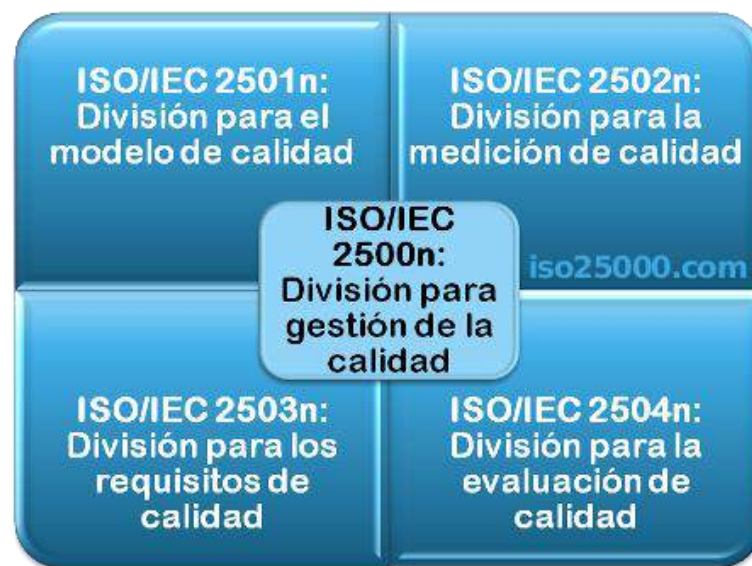 ISO/IEC 2501n:
División para el
modelo de calidad
ISO/IEC 2502n:
División para la
medición de calidad
ISO/IEC
2500n:
División para
gestión de la
calidad
iso25000.com
ISO/IEC 2503n:
División para los
requisitos de
calidad
ISO/IEC 2504n:
División para la
evaluación de
calidad